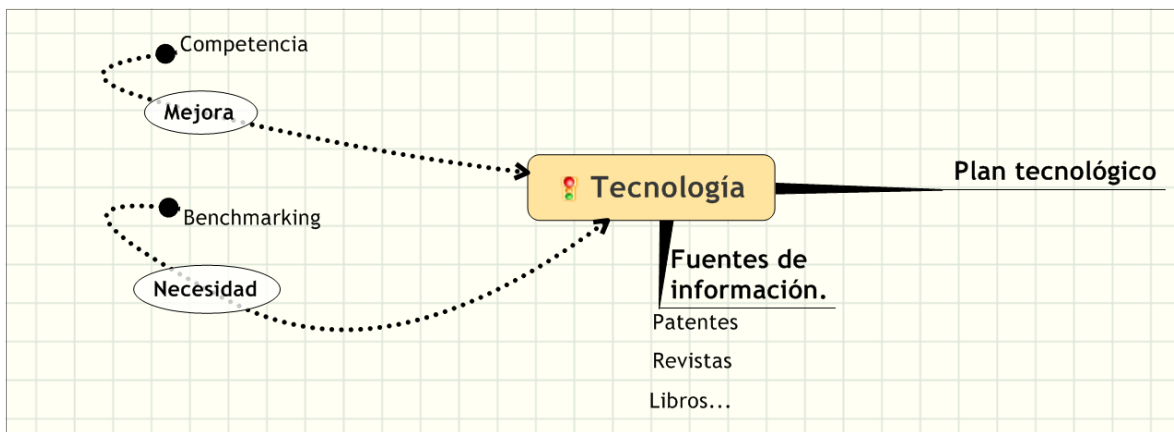 Competencia
Mejora
Benchmarking
Necesidad
Tecnología
Plan tecnológico
Fuentes de
información.
Patentes
Revistas
Libros...